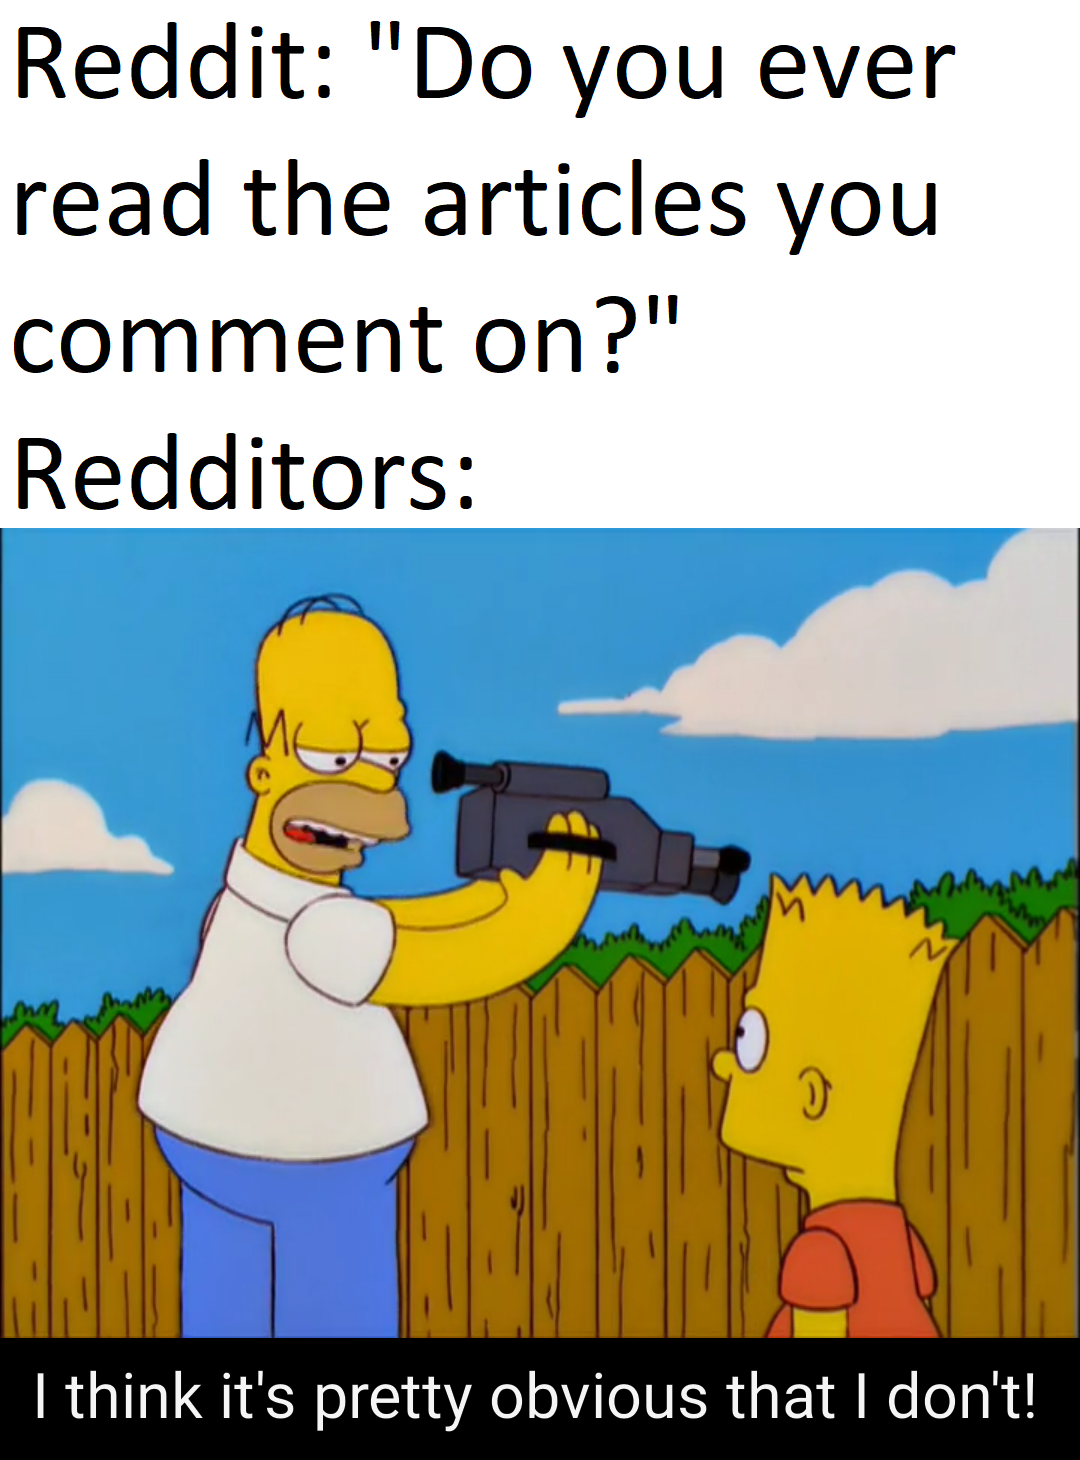 Reddit: "Do you ever
read the articles you
comment on?"
Redditors:
I think it's pretty obvious that I don't!